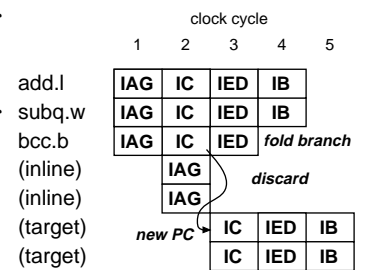 clock cycle
1 2 3 4 5
add.l IAG IC IED IB
subq.w IAG IC IED IB
bcc.b IAG IC IED fold branch
(inline) IAG discard
(inline) IAG
(target) new PC IC IED IB
(target) IC IED IB